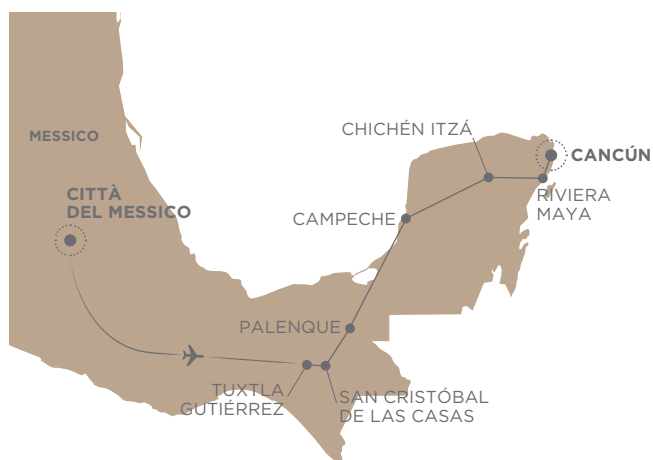 CHICHÉN ITZÁ
MESSICO
CANCÚN
CITTÀ
DEL MESSICO
RIVIERA
MAYA
CAMPECHE
PALENQUE
TUXTLA
GUTIÉRREZ
SAN CRISTÓBAL
DE LAS CASAS